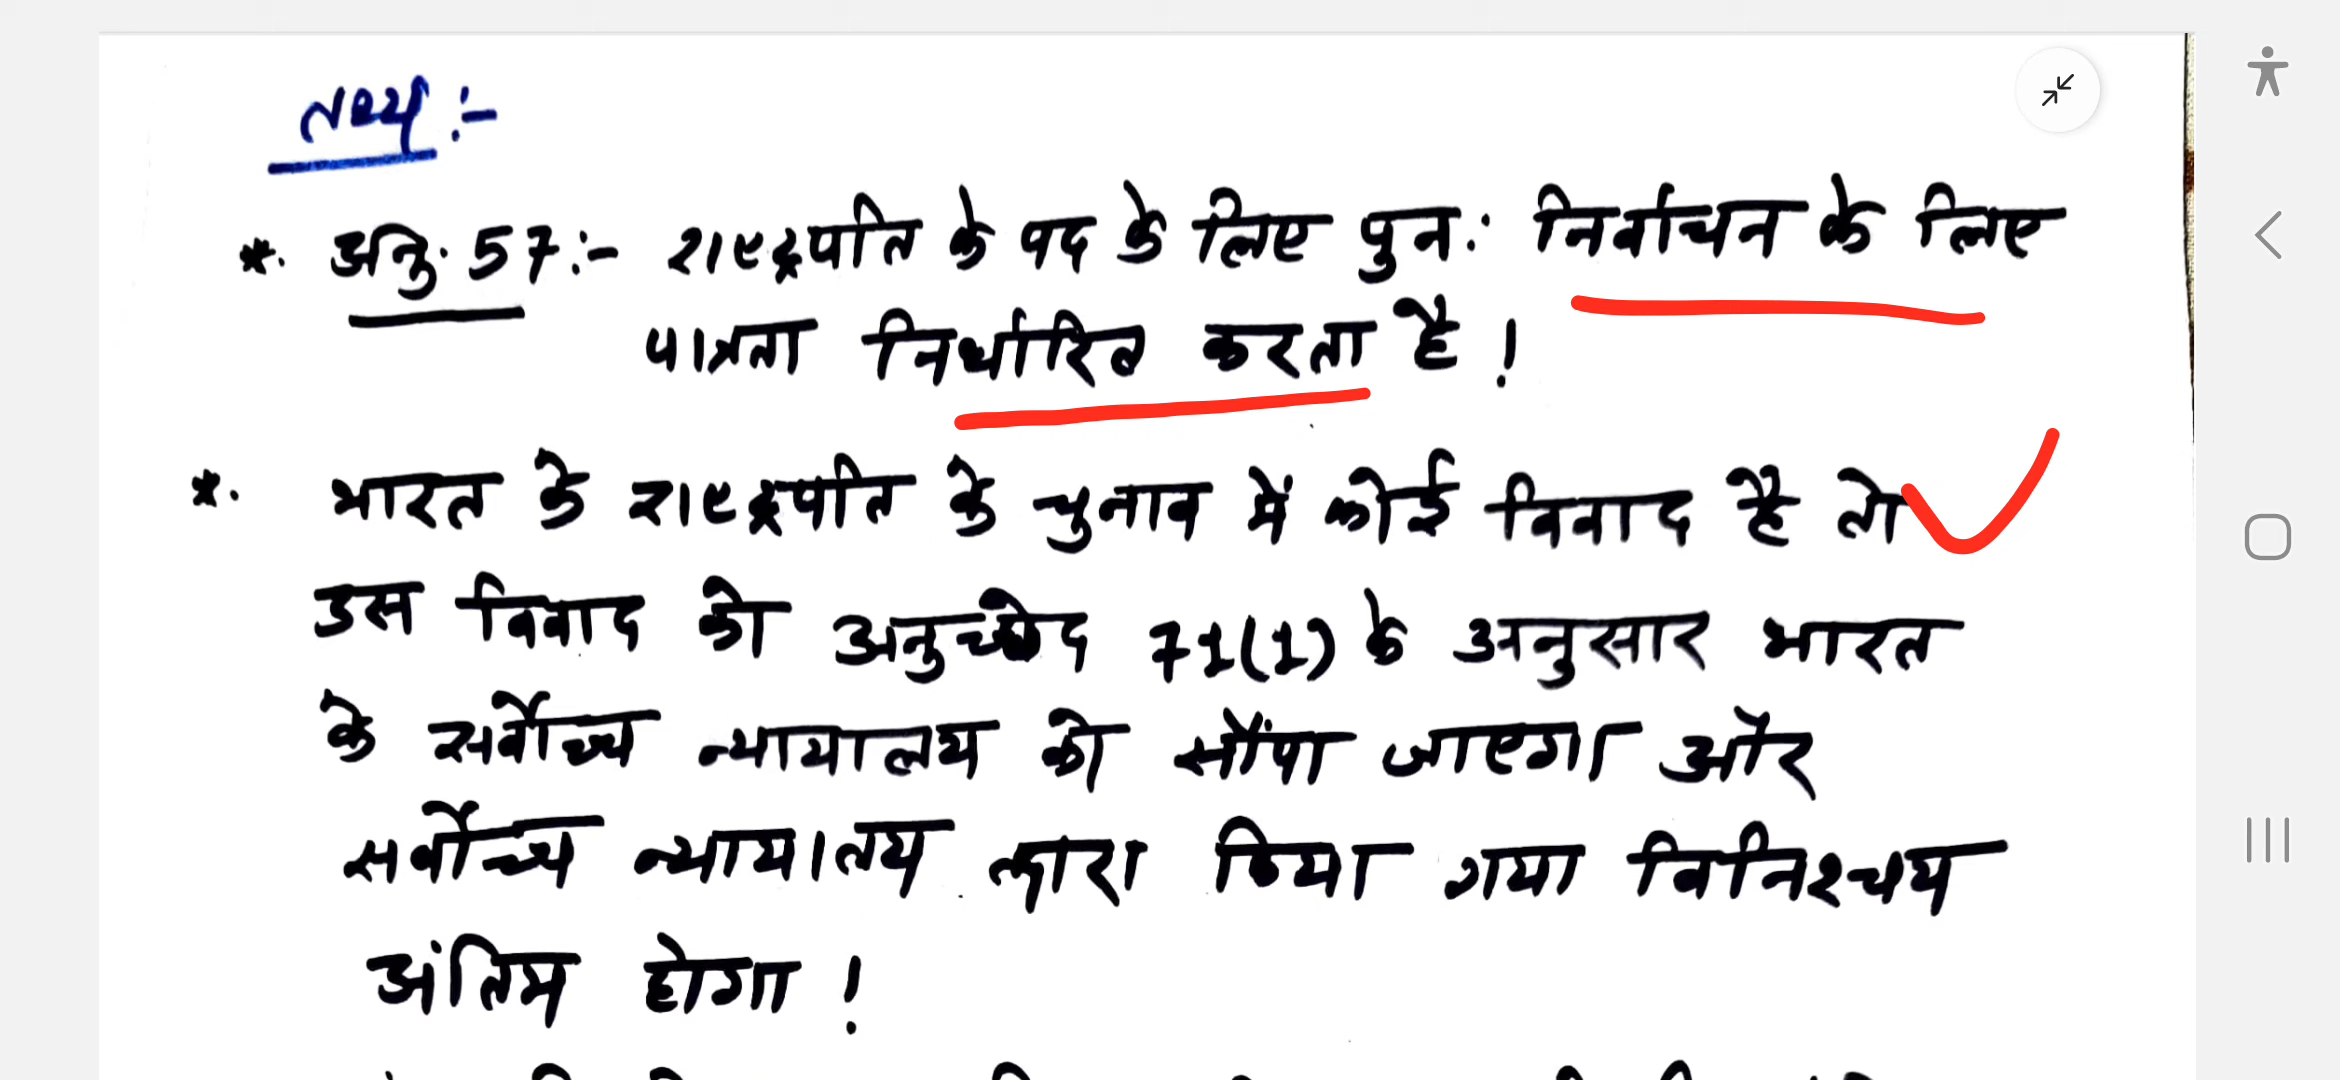 तथ्य :-
*. अनु. 57:- राष्ट्रपति के पद के लिए पुनः निर्वाचन के लिए
पात्रता निर्धारित करता है !
*. भारत के राष्ट्रपति के चुनाव में कोई विवाद है तो
उस विवाद को अनुच्छेद 71(1) के अनुसार भारत
के सर्वोच्च न्यायालय को सौंपा जाएगा और
सर्वोच्च न्यायालय द्वारा किया गया विनिश्चय
अंतिम होगा !